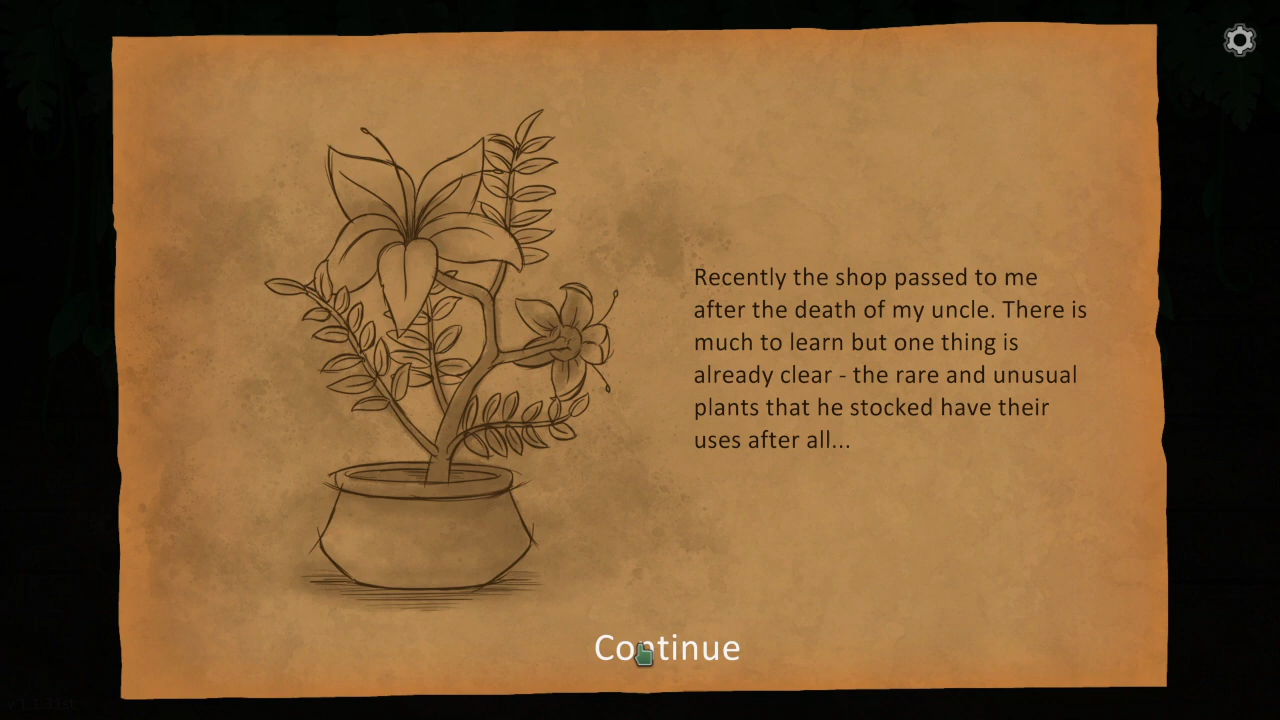 Recently the shop passed to me
after the death of my uncle. There is
much to learn but one thing is
already clear - the rare and unusual
plants that he stocked have their
uses after all...
Continue